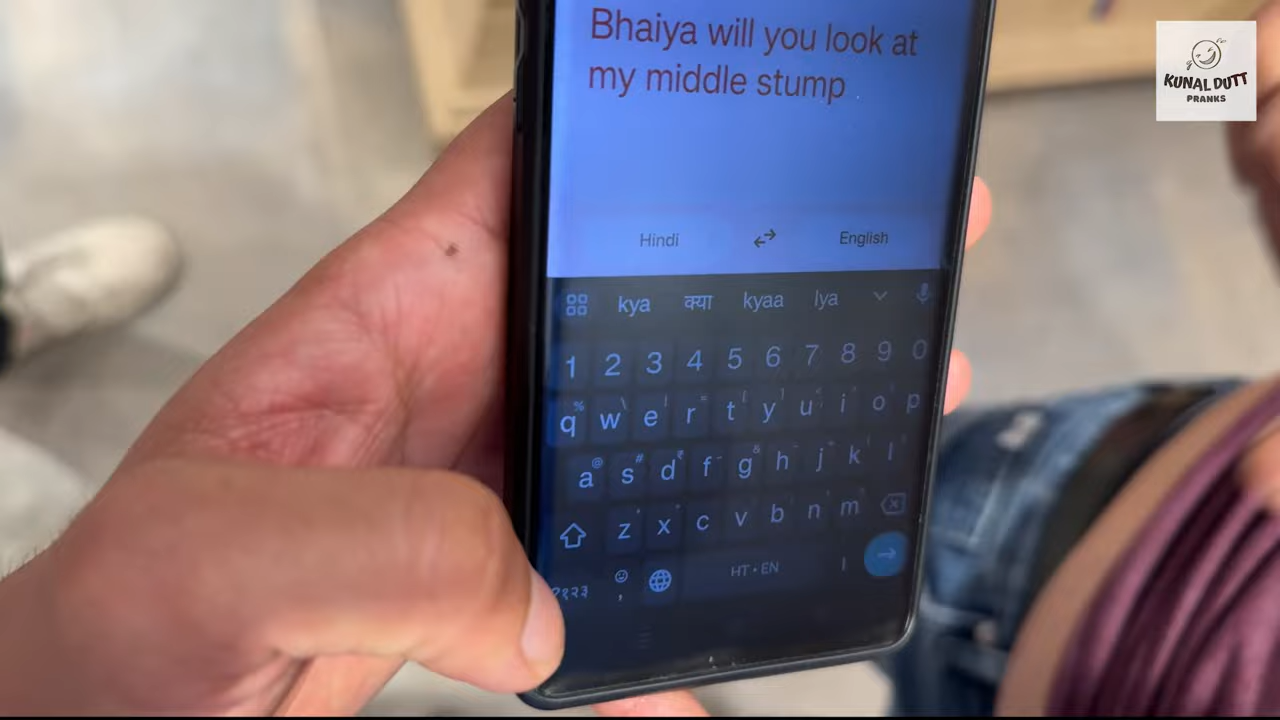 Bhaiya will you look at
my middle stump
KUNAL DUTT
PRANKS
Hindi
English
kya क्या kyaa lya
1 2 3 4 5 6 7 8 9 0
q w e r t y u i o p
a s d f g h j k l
z x c v b n m
?१२३ , HT • EN